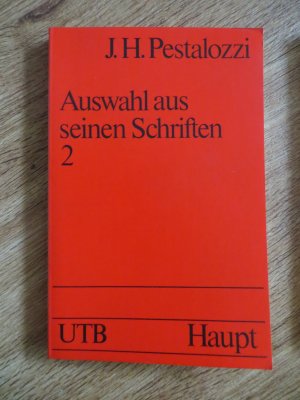 J. H. Pestalozzi
Auswahl aus
seinen Schriften
2
UTB Haupt